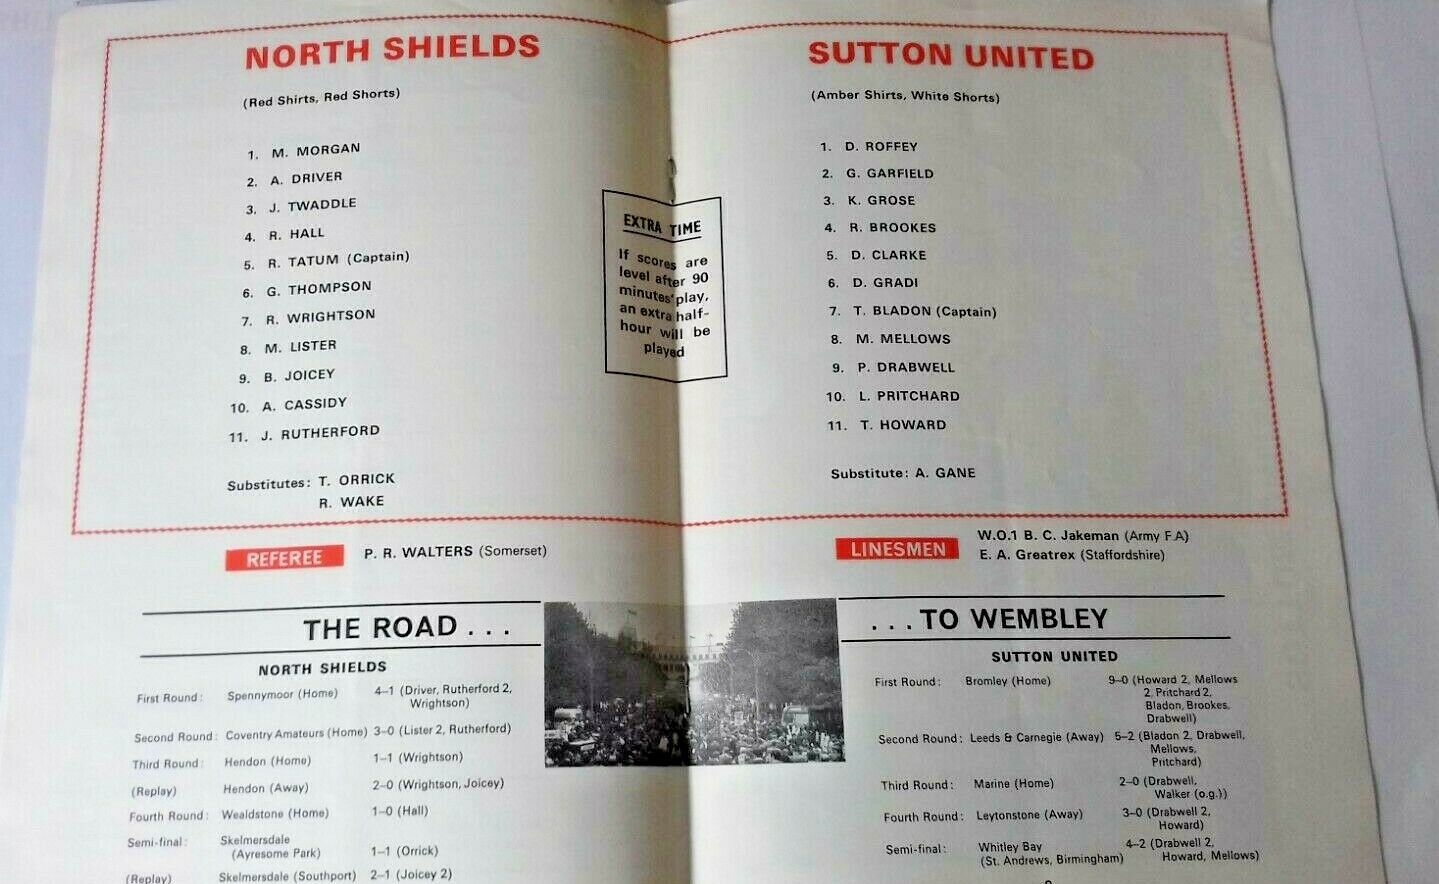 NORTH SHIELDS
(Red Shirts, Red Shorts)
1. M. MORGAN
2. A. DRIVER
3. J. TWADDLE
4. R. HALL
5. R. TATUM (Captain)
6. G. THOMPSON
7. R. WRIGHTSON
8. M. LISTER
9. B. JOICEY
10. A. CASSIDY
11. J. RUTHERFORD
Substitutes: T. ORRICK
R. WAKE
EXTRA TIME
If scores are
level after 90
minutes' play,
an extra half-
hour will be
played
SUTTON UNITED
(Amber Shirts, White Shorts)
1. D. ROFFEY
2. G. GARFIELD
3. K. GROSE
4. R. BROOKES
5. D. CLARKE
6. D. GRADI
7. T. BLADON (Captain)
8. M. MELLOWS
9. P. DRABWELL
10. L. PRITCHARD
11. T. HOWARD
Substitute: A. GANE
REFEREE P. R. WALTERS (Somerset)
LINESMEN W.O.1 B. C. Jakeman (Army F A)
E. A. Greatrex (Staffordshire)
THE ROAD . . .
NORTH SHIELDS
First Round: Spennymoor (Home) 4–1 (Driver, Rutherford 2,
Wrightson)
Second Round: Coventry Amateurs (Home) 3–0 (Lister 2, Rutherford)
Third Round: Hendon (Home) 1–1 (Wrightson)
(Replay) Hendon (Away) 2–0 (Wrightson, Joicey)
Fourth Round: Wealdstone (Home) 1–0 (Hall)
Semi-final: Skelmersdale
(Ayresome Park) 1–1 (Orrick)
(Replay) Skelmersdale (Southport) 2–1 (Joicey 2)
. . . TO WEMBLEY
SUTTON UNITED
First Round: Bromley (Home) 9–0 (Howard 2, Mellows
2, Pritchard 2,
Bladon, Brookes,
Drabwell)
Second Round: Leeds & Carnegie (Away) 5–2 (Bladon 2, Drabwell,
Mellows,
Pritchard)
Third Round: Marine (Home) 2–0 (Drabwell,
Walker (o.g.))
Fourth Round: Leytonstone (Away) 3–0 (Drabwell 2,
Howard)
Semi-final: Whitley Bay 4–2 (Drabwell 2,
(St. Andrews, Birmingham) Howard, Mellows)